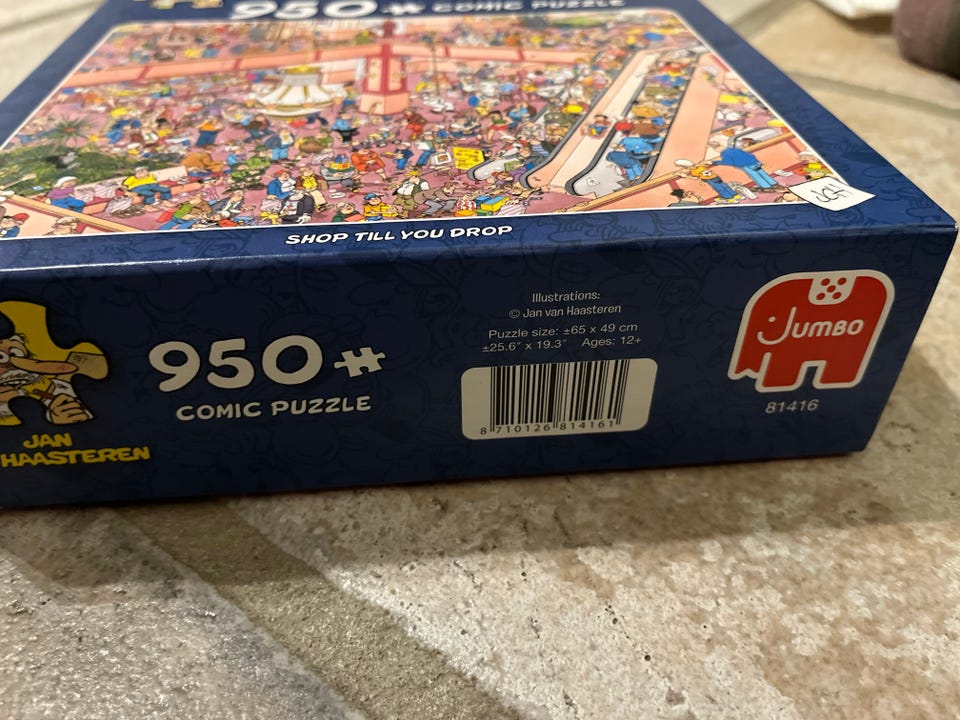 950 COMIC PUZZLE
JVH
SHOP TILL YOU DROP
Illustrations:
© Jan van Haasteren
Puzzle size: ±65 x 49 cm
±25.6" x 19.3" Ages: 12+
950
COMIC PUZZLE
JAN
HAASTEREN
8 710126 814161
Jumbo
81416